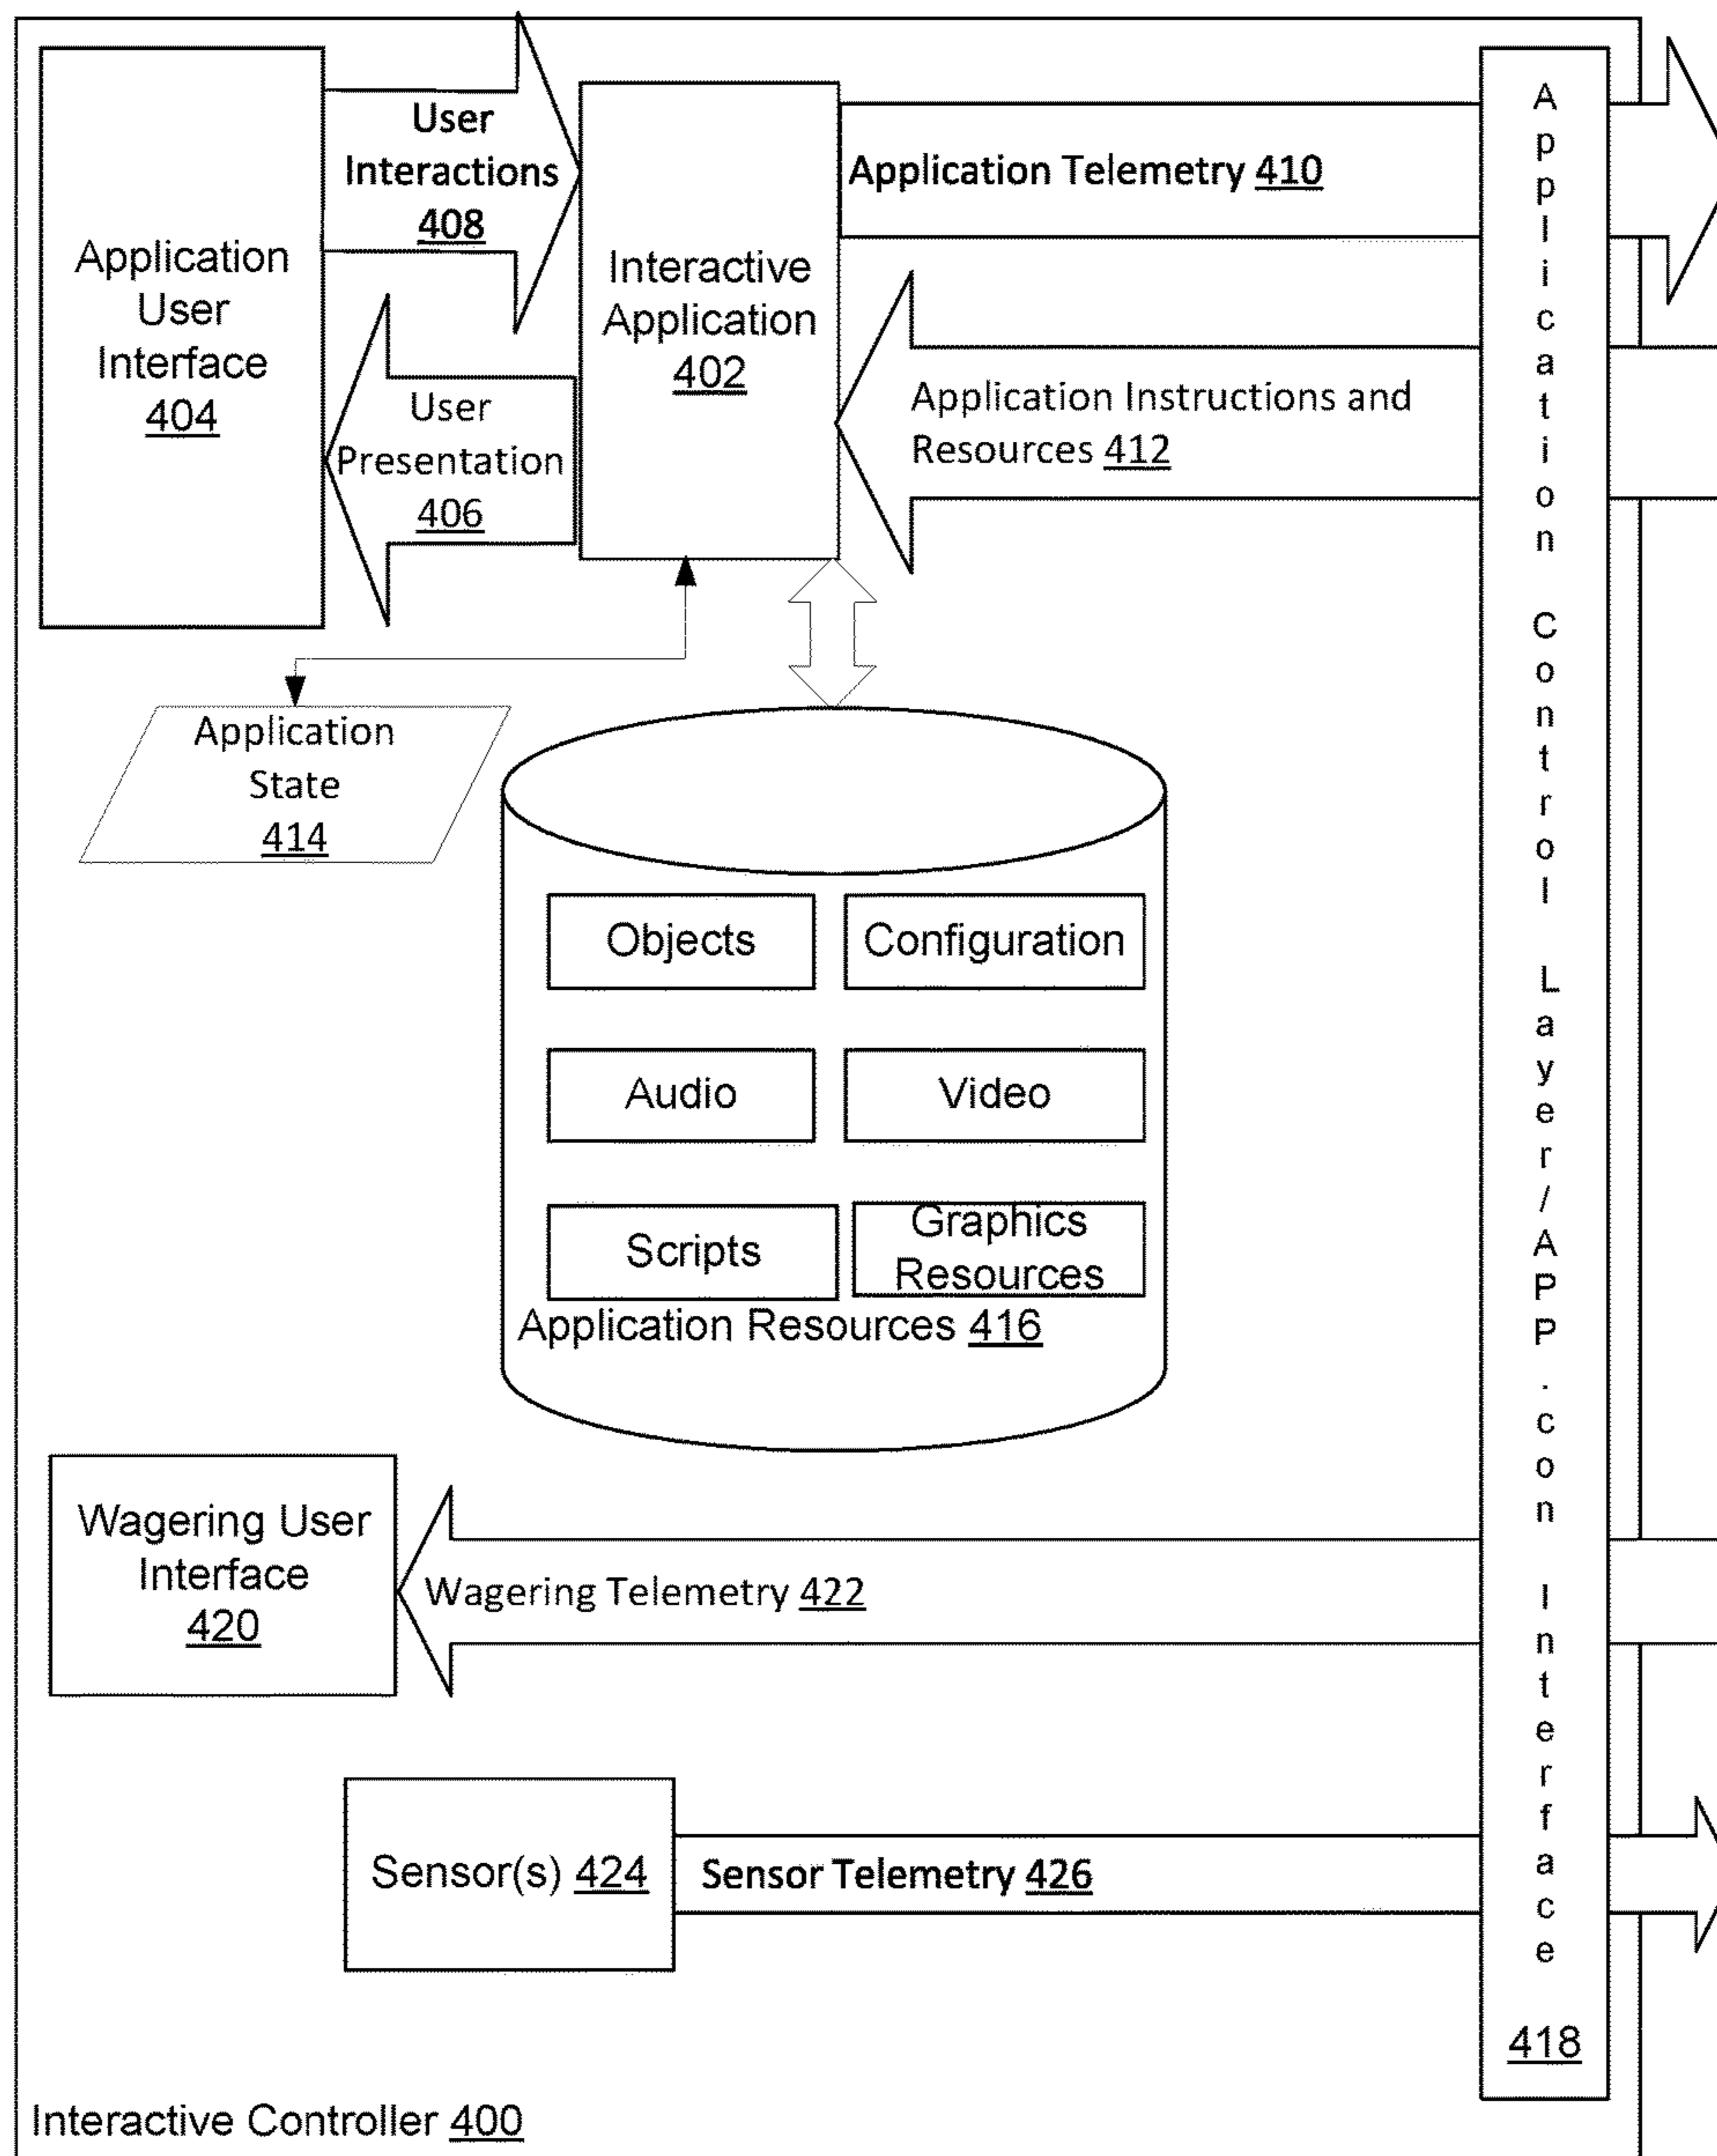 Application
User
Interface
404
User
Interactions
408
User
Presentation
406
Interactive
Application
402
Application Telemetry 410
Application Instructions and
Resources 412
Application
State
414
Objects
Configuration
Audio
Video
Scripts
Graphics
Resources
Application Resources 416
Wagering User
Interface
420
Wagering Telemetry 422
Sensor(s) 424
Sensor Telemetry 426
Application Control Layer/APP.con Interface
418
Interactive Controller 400